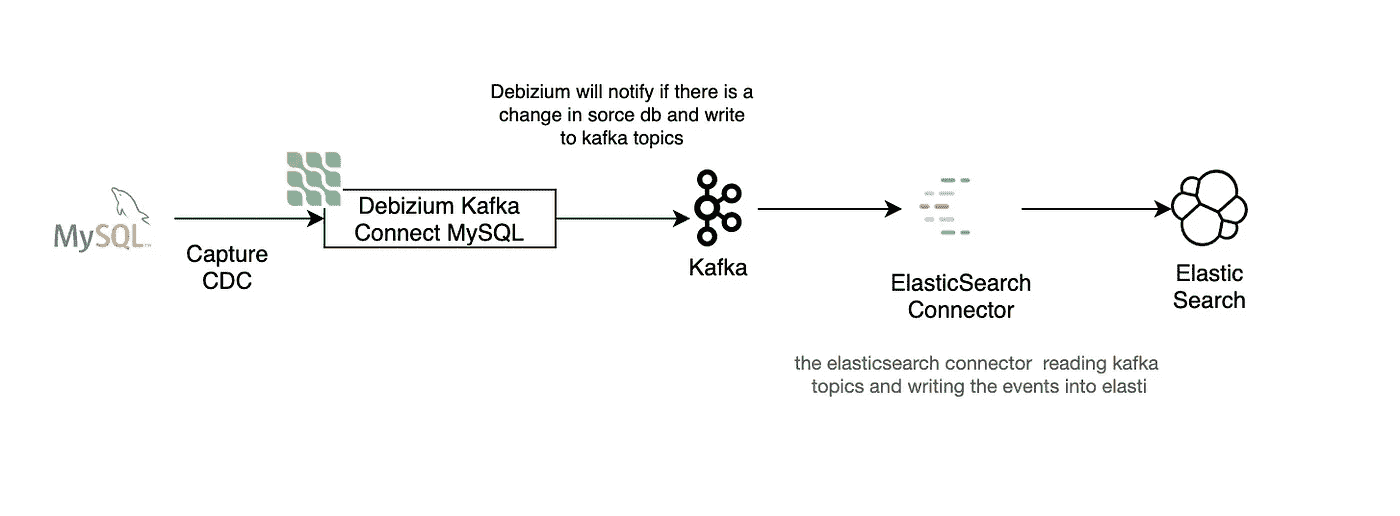 Debizium will notify if there is a
change in sorce db and write
to kafka topics
MySQL™
Capture
CDC
Debizium Kafka
Connect MySQL
Kafka
ElasticSearch
Connector
Elastic
Search
the elasticsearch connector reading kafka
topics and writing the events into elasti